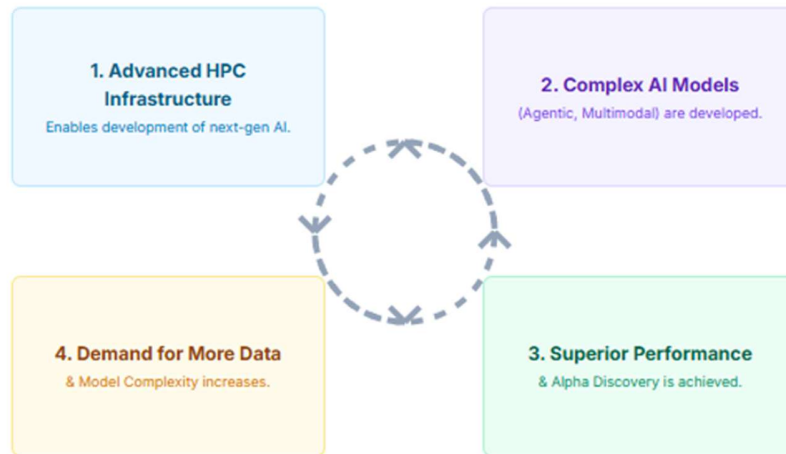 1. Advanced HPC
Infrastructure
Enables development of next-gen AI.
2. Complex AI Models
(Agentic, Multimodal) are developed.
4. Demand for More Data
& Model Complexity increases.
3. Superior Performance
& Alpha Discovery is achieved.